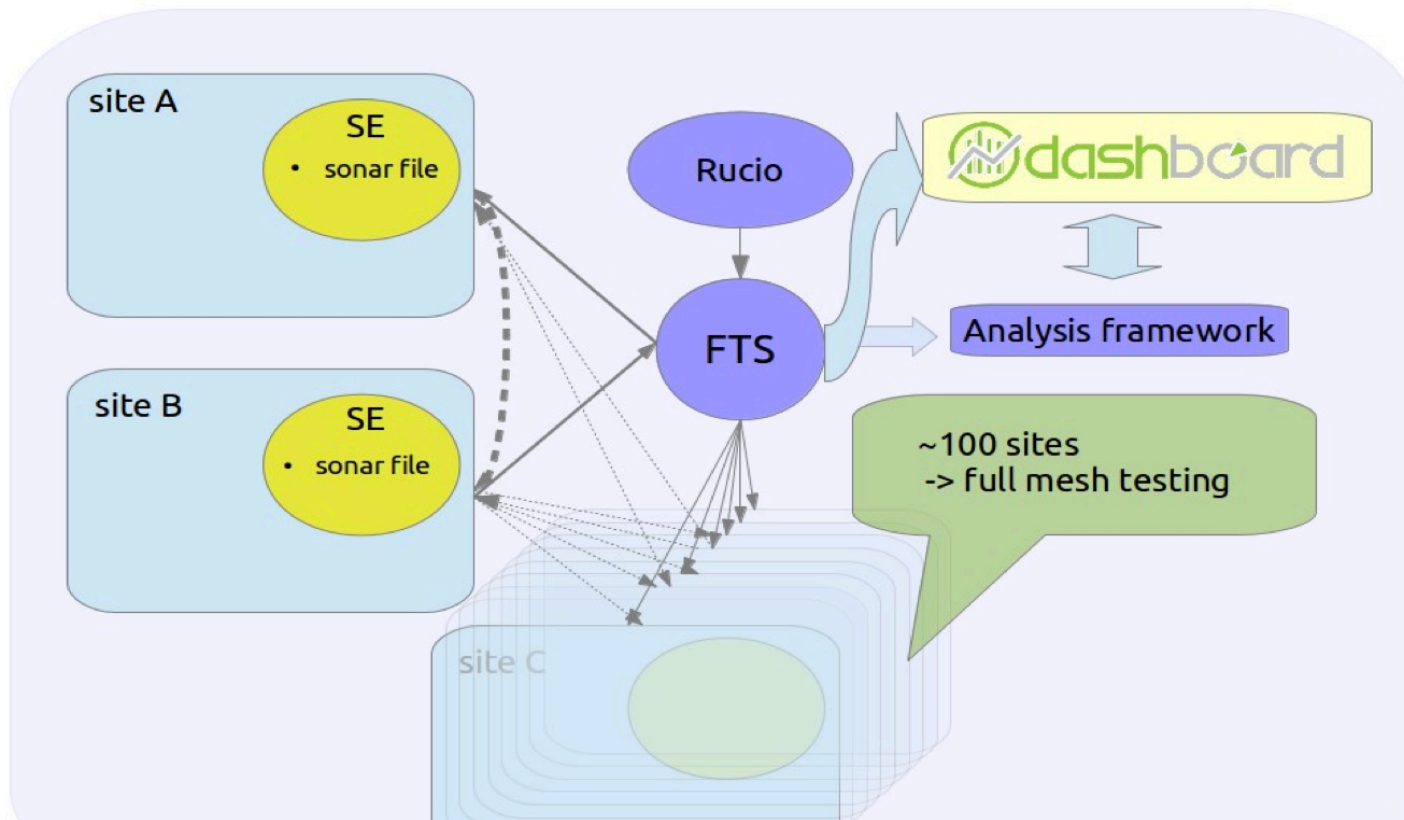 site A
SE
• sonar file
Rucio
dashboard
site B
SE
• sonar file
FTS
Analysis framework
~100 sites
-> full mesh testing
site C